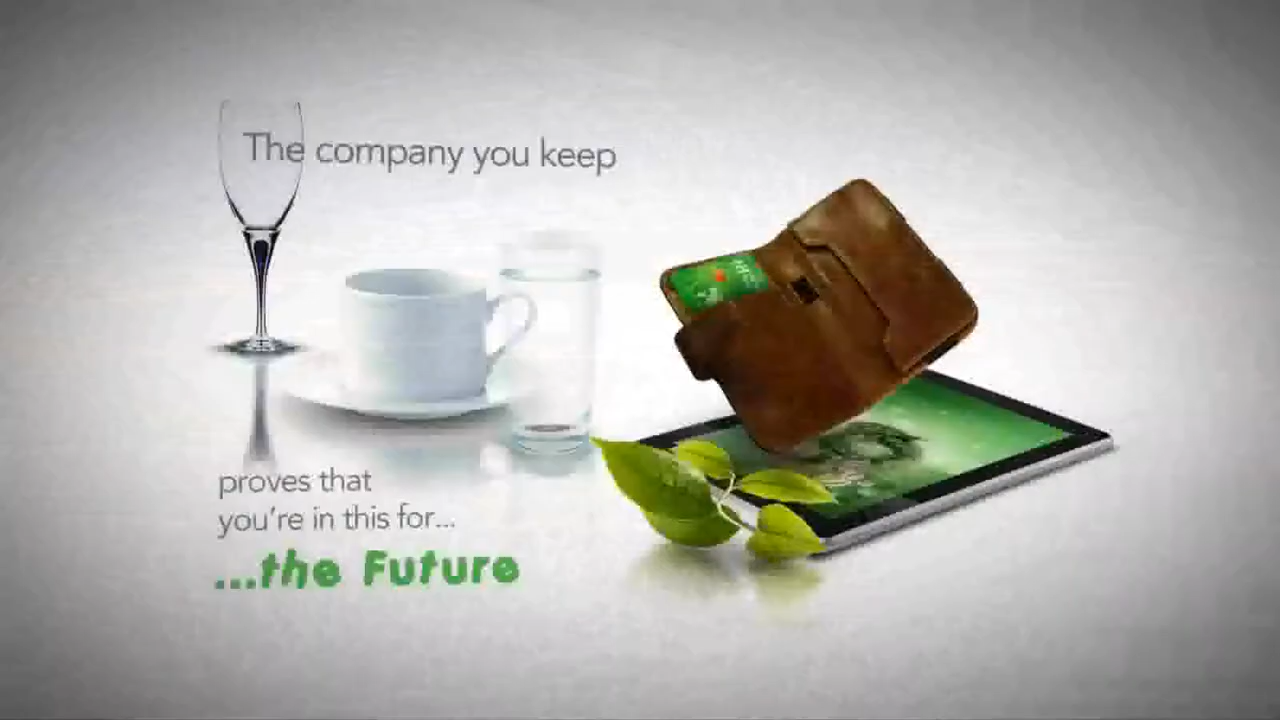 The company you keep
proves that
you're in this for...
...the Future